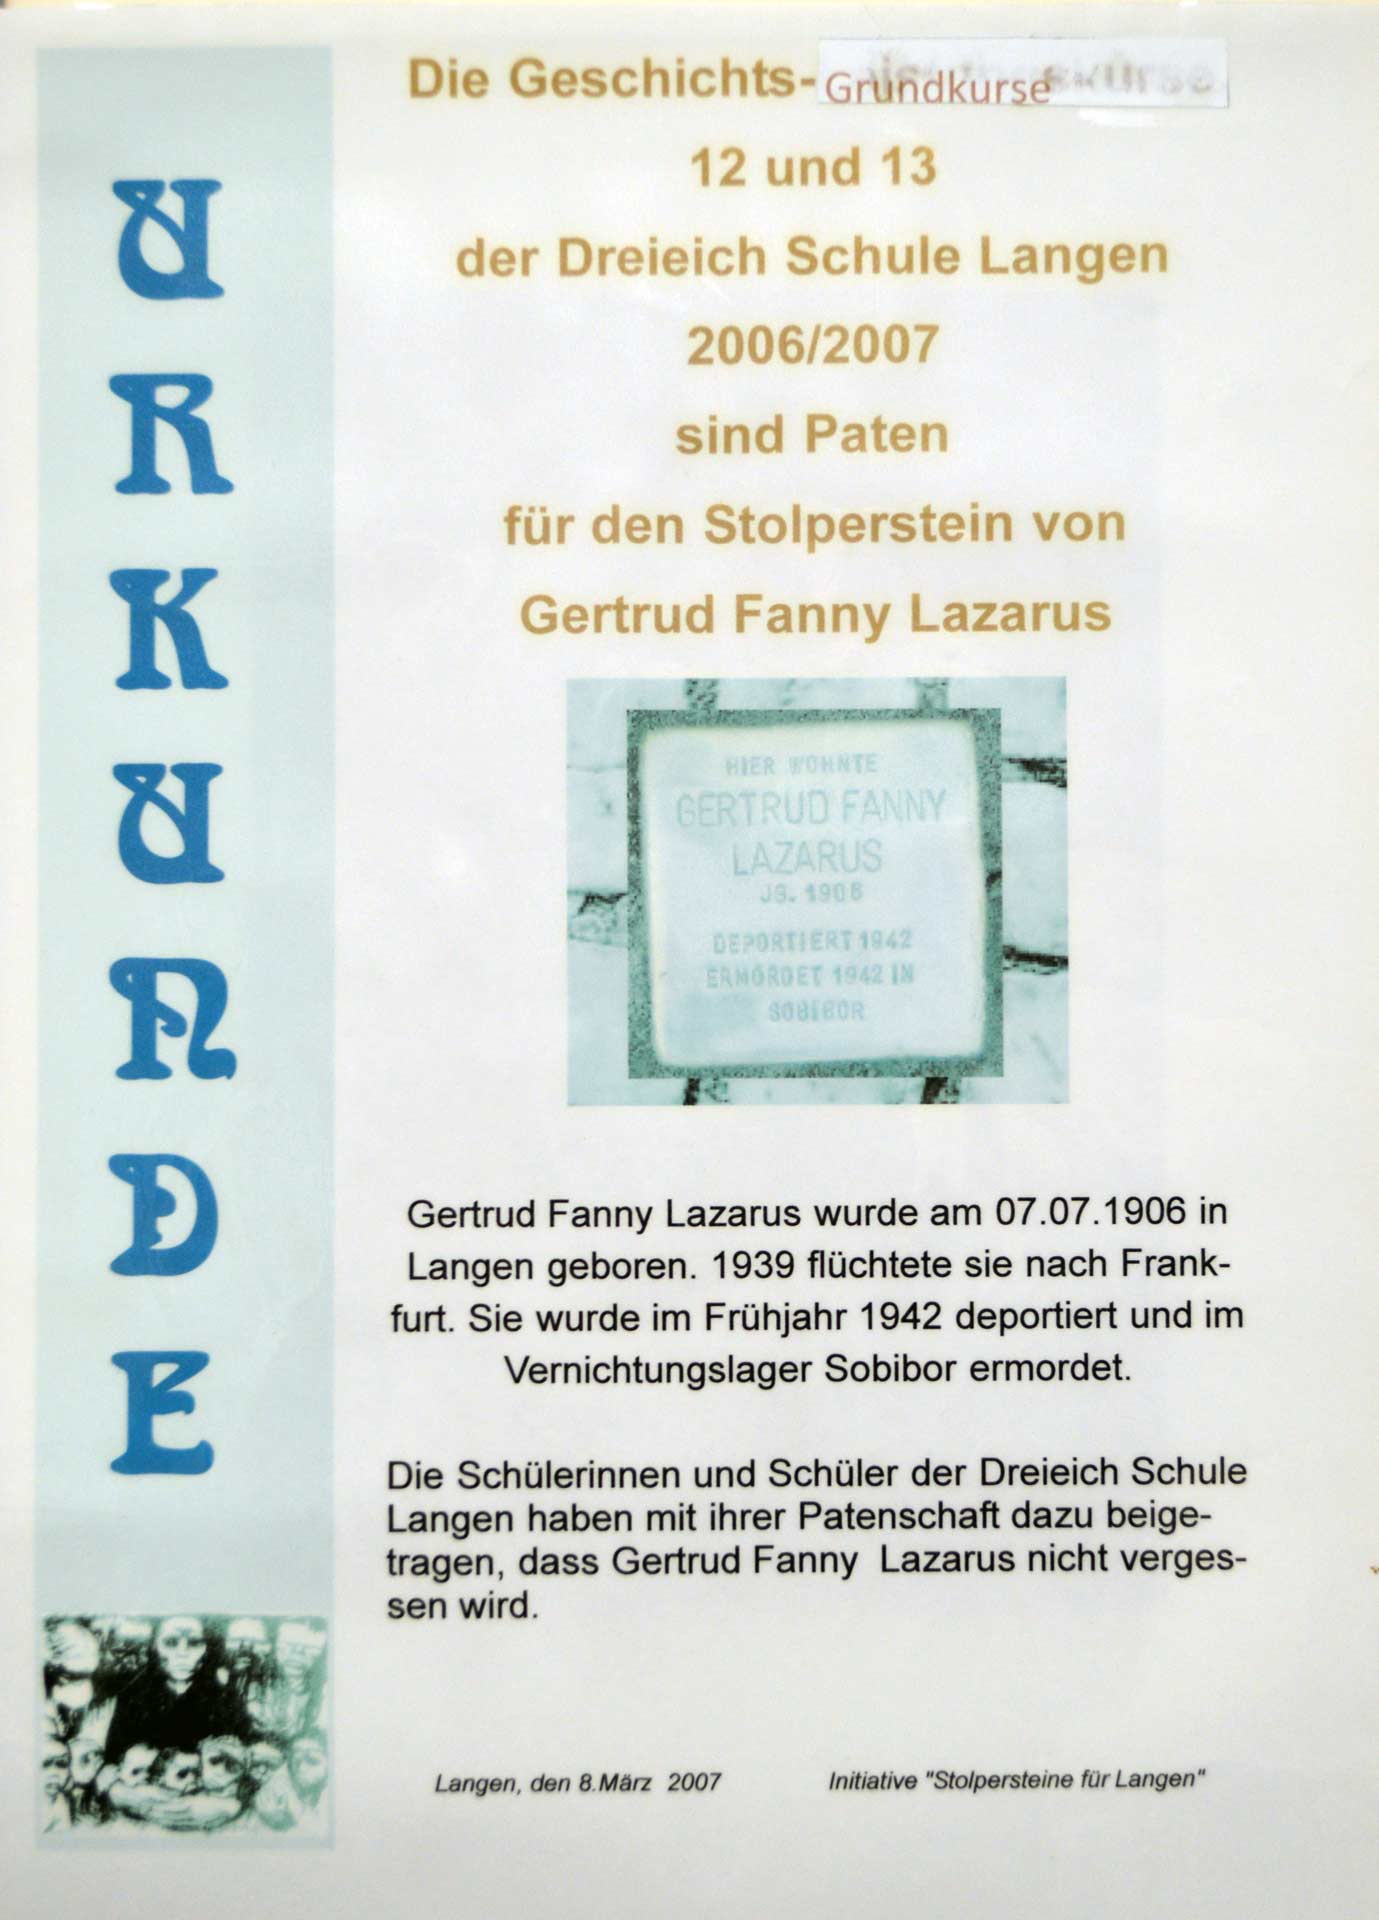 URKUNDE
Die Geschichts- Grundkurse
12 und 13
der Dreieich Schule Langen
2006/2007
sind Paten
für den Stolperstein von
Gertrud Fanny Lazarus
HIER WOHNTE
GERTRUD FANNY
LAZARUS
JG. 1906
DEPORTIERT 1942
ERMORDET 1942 IN
SOBIBOR
Gertrud Fanny Lazarus wurde am 07.07.1906 in
Langen geboren. 1939 flüchtete sie nach Frank-
furt. Sie wurde im Frühjahr 1942 deportiert und im
Vernichtungslager Sobibor ermordet.
Die Schülerinnen und Schüler der Dreieich Schule
Langen haben mit ihrer Patenschaft dazu beige-
tragen, dass Gertrud Fanny Lazarus nicht verges-
sen wird.
Langen, den 8.März 2007
Initiative "Stolpersteine für Langen"